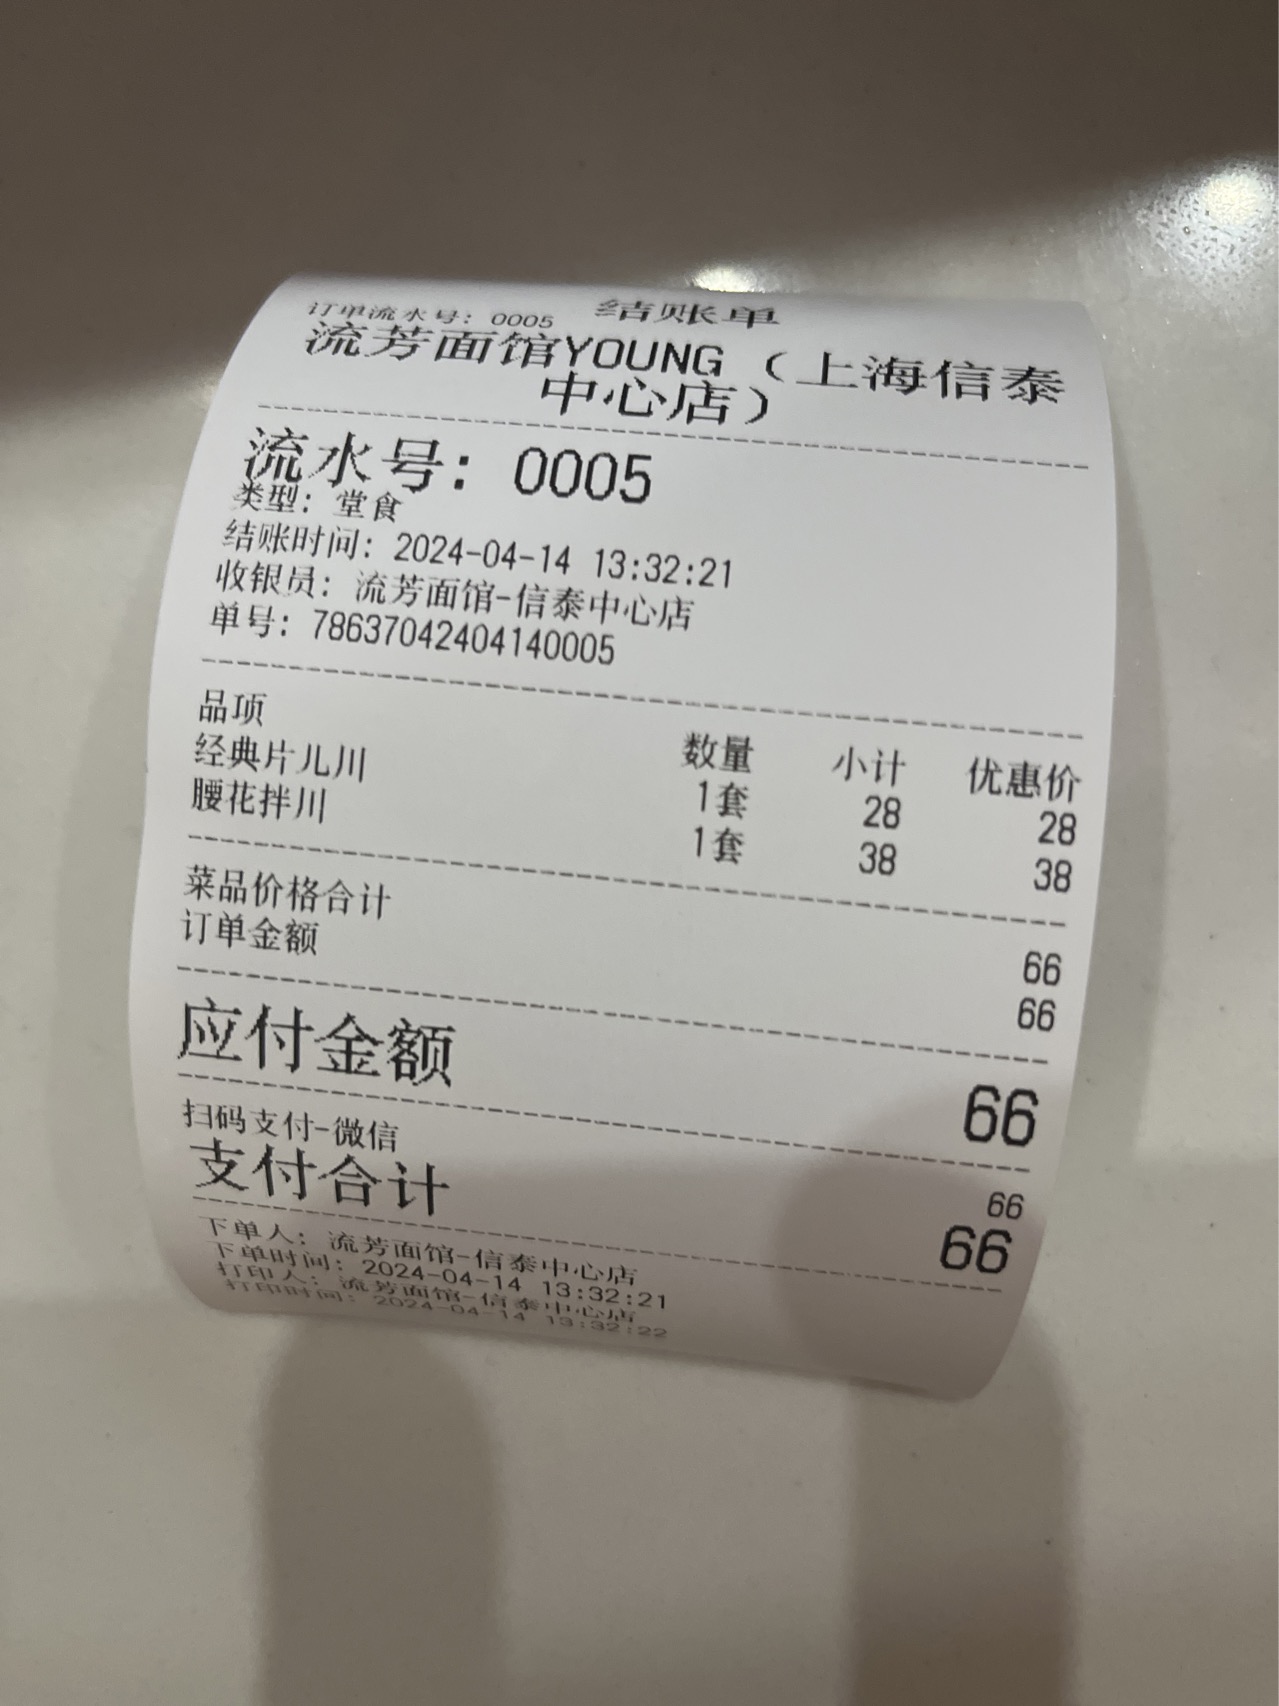 结账单
订单流水号: 0005
流芳面馆YOUNG（上海信泰
中心店）
流水号: 0005
类型: 堂食
结账时间: 2024-04-14 13:32:21
收银员: 流芳面馆-信泰中心店
单号: 78637042404140005
品项 数量 小计 优惠价
经典片儿川 1套 28 28
腰花拌川 1套 38 38
菜品价格合计 66
订单金额 66
应付金额 66
扫码支付-微信 66
支付合计 66
下单人: 流芳面馆-信泰中心店
下单时间: 2024-04-14 13:32:21
打印人: 流芳面馆-信泰中心店
打印时间: 2024-04-14 13:32:22